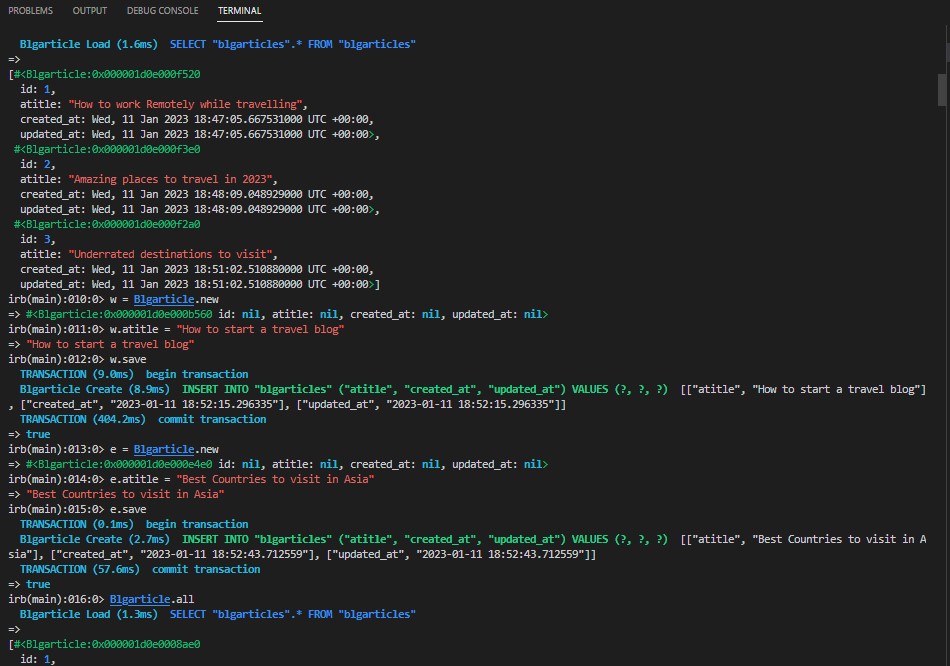 PROBLEMS OUTPUT DEBUG CONSOLE TERMINAL
Blgarticle Load (1.6ms) SELECT "blgarticles".* FROM "blgarticles"
=>
[#<Blgarticle:0x000001d0e000f520
id: 1,
atitle: "How to work Remotely while travelling",
created_at: Wed, 11 Jan 2023 18:47:05.667531000 UTC +00:00,
updated_at: Wed, 11 Jan 2023 18:47:05.667531000 UTC +00:00>,
#<Blgarticle:0x000001d0e000f3e0
id: 2,
atitle: "Amazing places to travel in 2023",
created_at: Wed, 11 Jan 2023 18:48:09.048929000 UTC +00:00,
updated_at: Wed, 11 Jan 2023 18:48:09.048929000 UTC +00:00>,
#<Blgarticle:0x000001d0e000f2a0
id: 3,
atitle: "Underrated destinations to visit",
created_at: Wed, 11 Jan 2023 18:51:02.510880000 UTC +00:00,
updated_at: Wed, 11 Jan 2023 18:51:02.510880000 UTC +00:00>]
irb(main):010:0> w = Blgarticle.new
=> #<Blgarticle:0x000001d0e000b560 id: nil, atitle: nil, created_at: nil, updated_at: nil>
irb(main):011:0> w.atitle = "How to start a travel blog"
=> "How to start a travel blog"
irb(main):012:0> w.save
TRANSACTION (9.0ms) begin transaction
Blgarticle Create (8.9ms) INSERT INTO "blgarticles" ("atitle", "created_at", "updated_at") VALUES (?, ?, ?) [["atitle", "How to start a travel blog"]
, ["created_at", "2023-01-11 18:52:15.296335"], ["updated_at", "2023-01-11 18:52:15.296335"]]
TRANSACTION (404.2ms) commit transaction
=> true
irb(main):013:0> e = Blgarticle.new
=> #<Blgarticle:0x000001d0e000e4e0 id: nil, atitle: nil, created_at: nil, updated_at: nil>
irb(main):014:0> e.atitle = "Best Countries to visit in Asia"
=> "Best Countries to visit in Asia"
irb(main):015:0> e.save
TRANSACTION (0.1ms) begin transaction
Blgarticle Create (2.7ms) INSERT INTO "blgarticles" ("atitle", "created_at", "updated_at") VALUES (?, ?, ?) [["atitle", "Best Countries to visit in A
sia"], ["created_at", "2023-01-11 18:52:43.712559"], ["updated_at", "2023-01-11 18:52:43.712559"]]
TRANSACTION (57.6ms) commit transaction
=> true
irb(main):016:0> Blgarticle.all
Blgarticle Load (1.3ms) SELECT "blgarticles".* FROM "blgarticles"
=>
[#<Blgarticle:0x000001d0e0008ae0
id: 1,